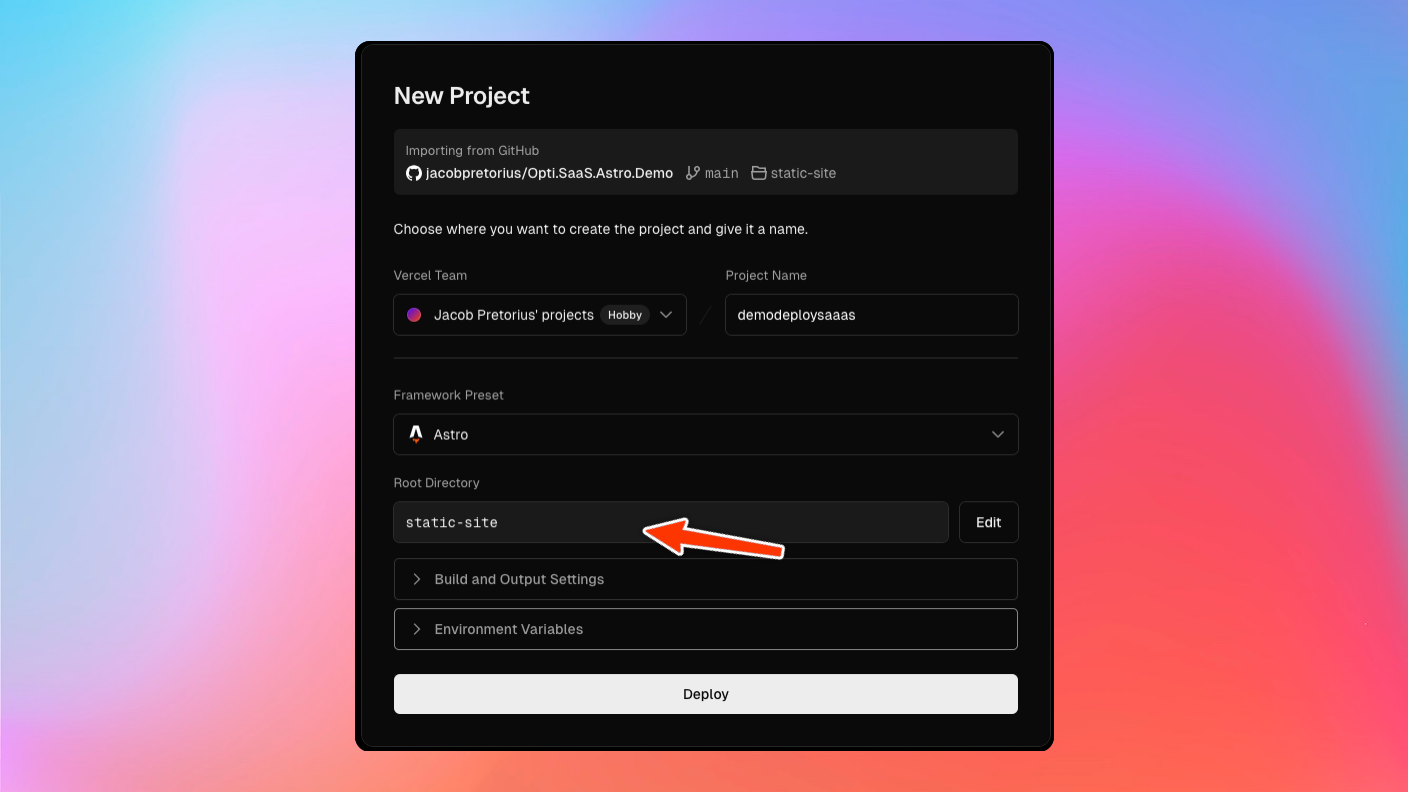 New Project
Importing from GitHub
jacobpretorius/Opti.SaaS.Astro.Demo main static-site
Choose where you want to create the project and give it a name.
Vercel Team Project Name
Jacob Pretorius' projects Hobby / demodeploysaaas
Framework Preset
Astro
Root Directory
static-site Edit
Build and Output Settings
Environment Variables
Deploy